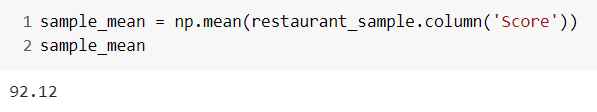 1 sample_mean = np.mean(restaurant_sample.column('Score'))
2 sample_mean
92.12